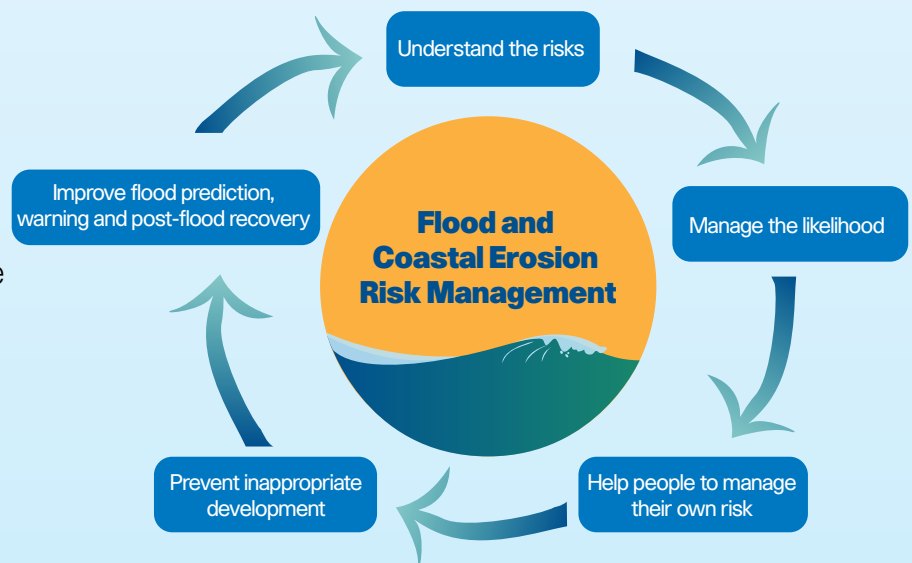 Understand the risks
Manage the likelihood
Help people to manage
their own risk
Prevent inappropriate
development
Improve flood prediction,
warning and post-flood recovery
Flood and
Coastal Erosion
Risk Management
e